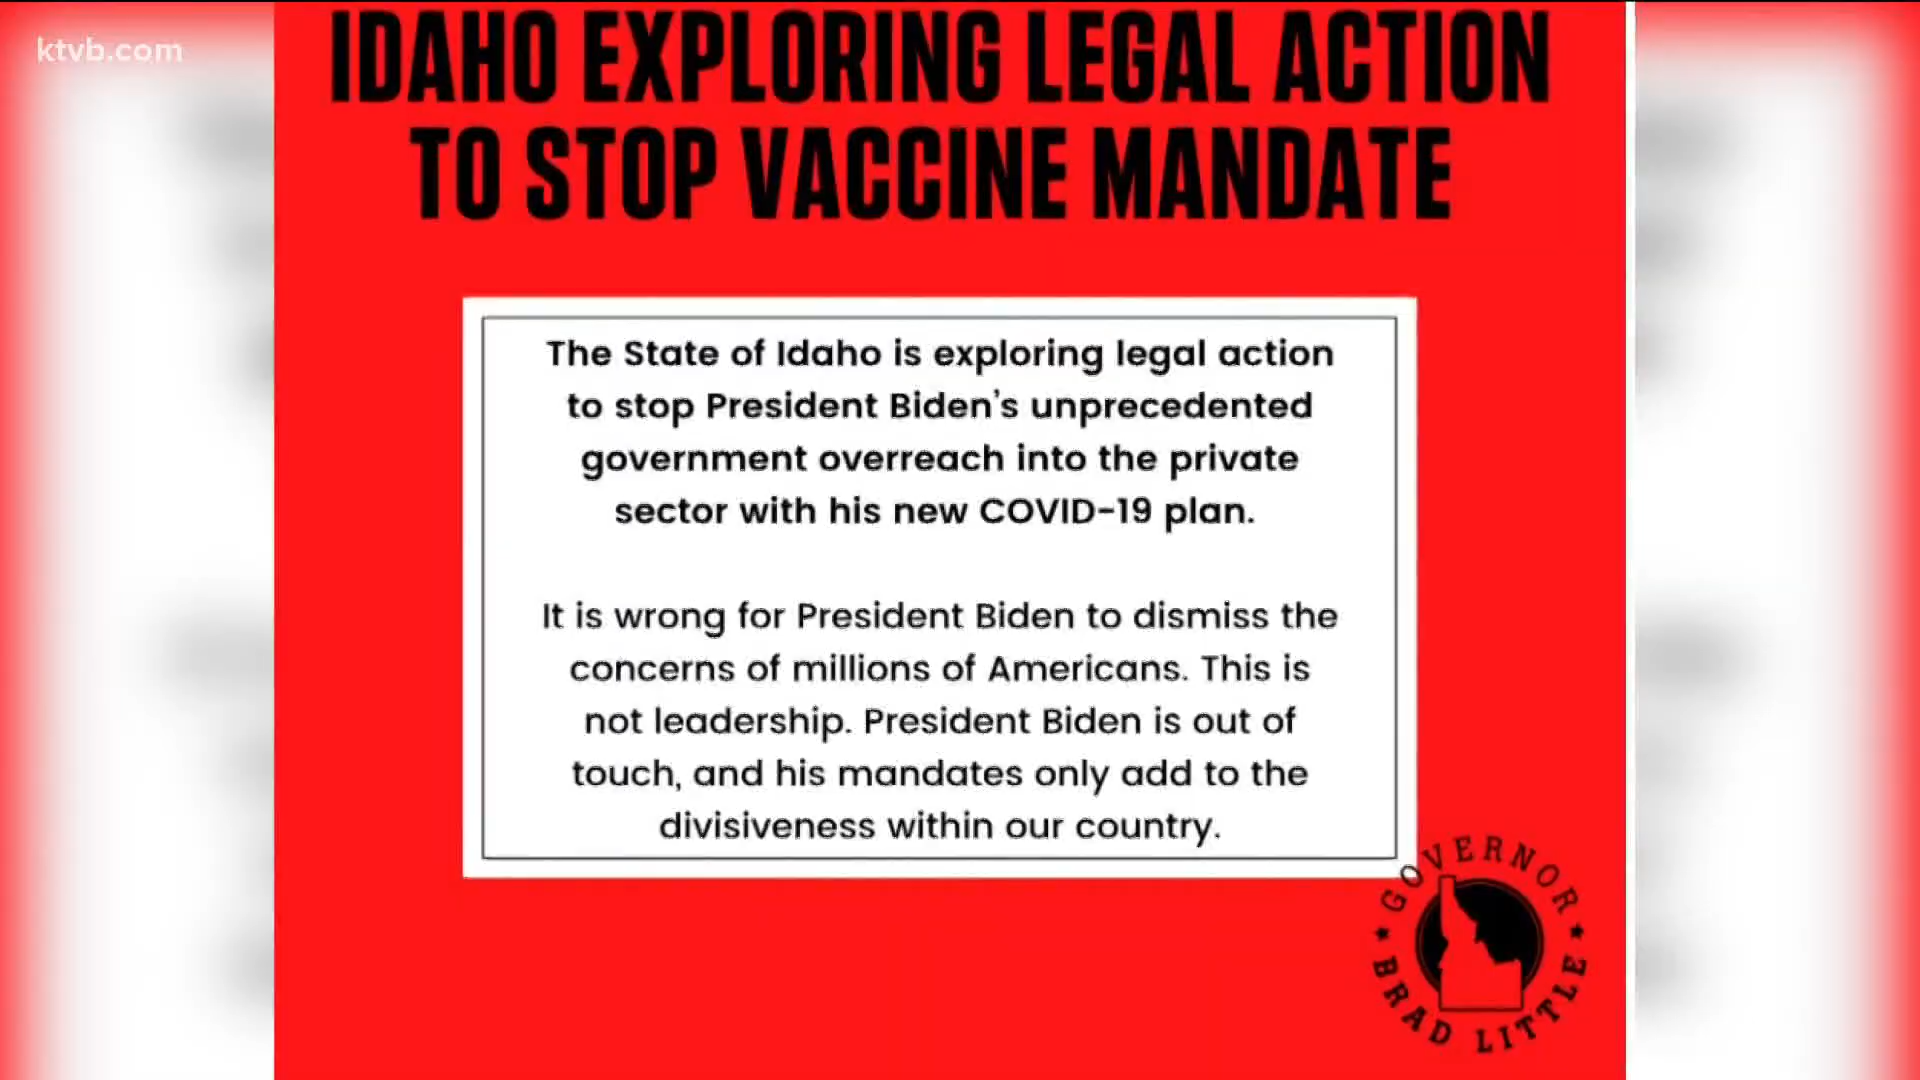 ktvb.com
IDAHO EXPLORING LEGAL ACTION
TO STOP VACCINE MANDATE
The State of Idaho is exploring legal action
to stop President Biden's unprecedented
government overreach into the private
sector with his new COVID-19 plan.
It is wrong for President Biden to dismiss the
concerns of millions of Americans. This is
not leadership. President Biden is out of
touch, and his mandates only add to the
divisiveness within our country.
GOVERNOR
BRAD LITTLE